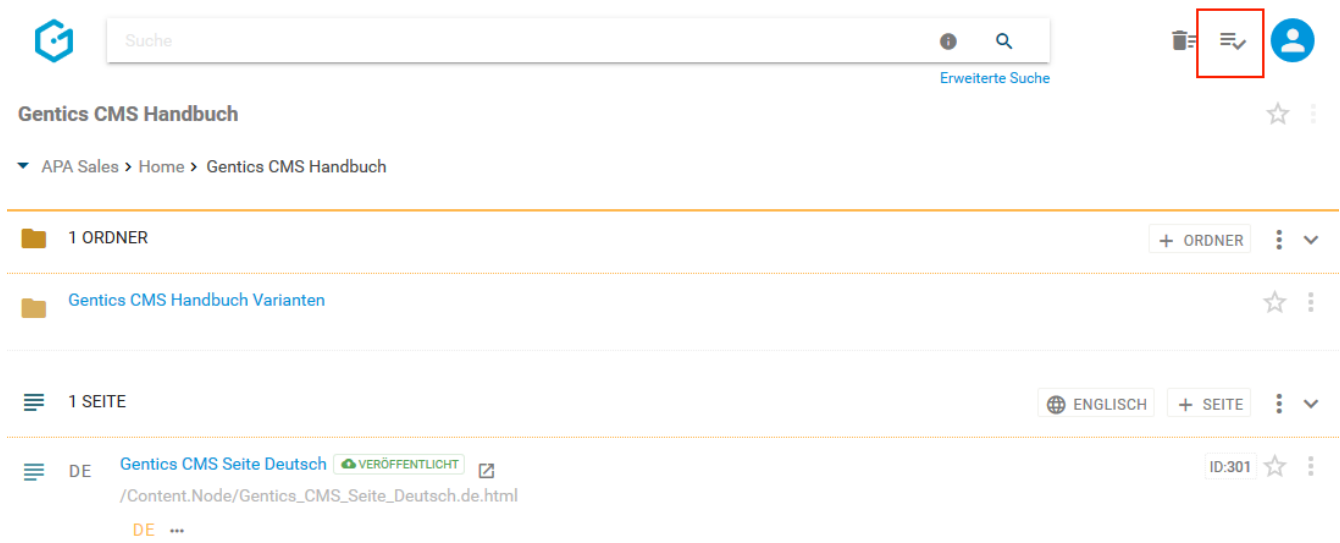 Suche
Erweiterte Suche
Gentics CMS Handbuch
APA Sales > Home > Gentics CMS Handbuch
1 ORDNER
+ ORDNER
Gentics CMS Handbuch Varianten
1 SEITE
ENGLISCH
+ SEITE
DE
Gentics CMS Seite Deutsch
VERÖFFENTLICHT
ID:301
/Content.Node/Gentics_CMS_Seite_Deutsch.de.html
DE ...